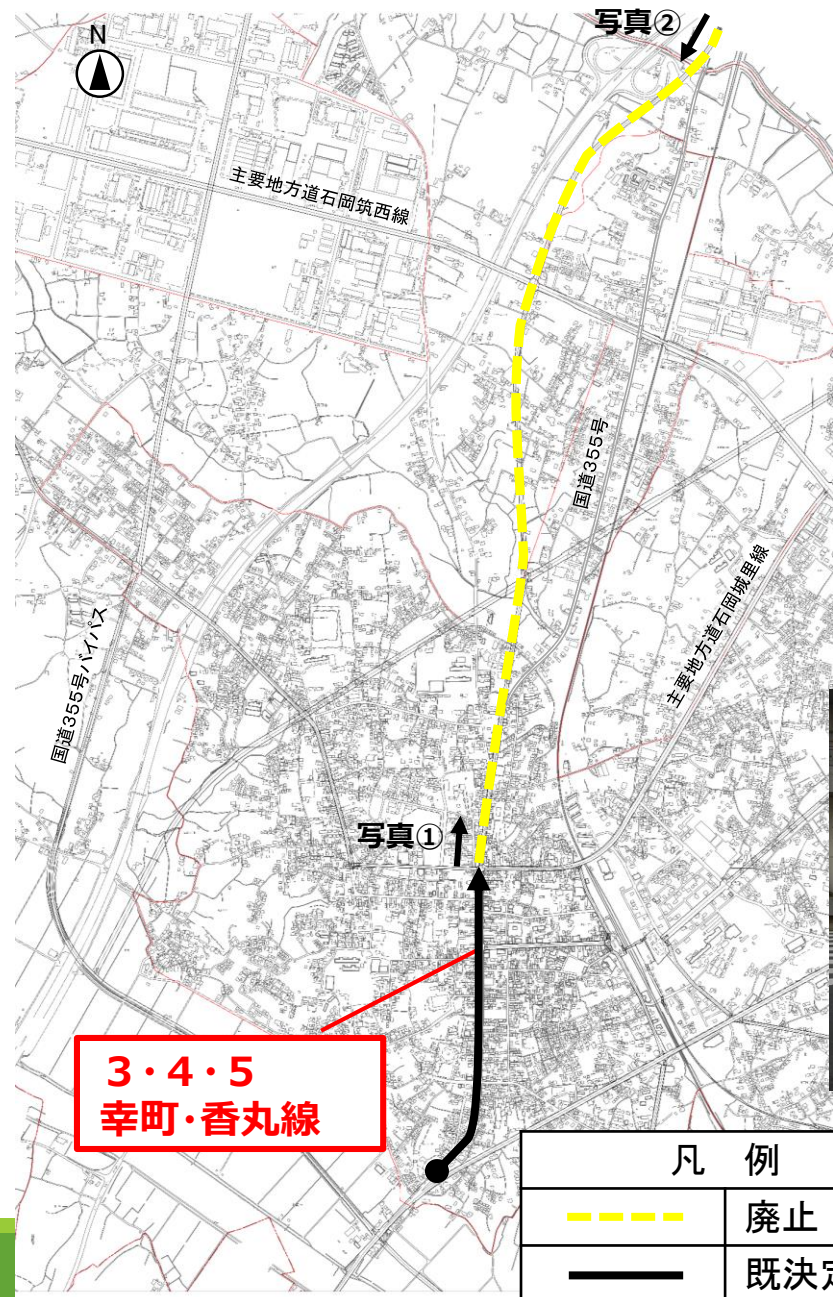 写真②
N
主要地方道石岡筑西線
国道355号
主要地方道石岡城里線
国道355号バイパス
写真①
3・4・5
幸町・香丸線
凡 例
廃止
既決定